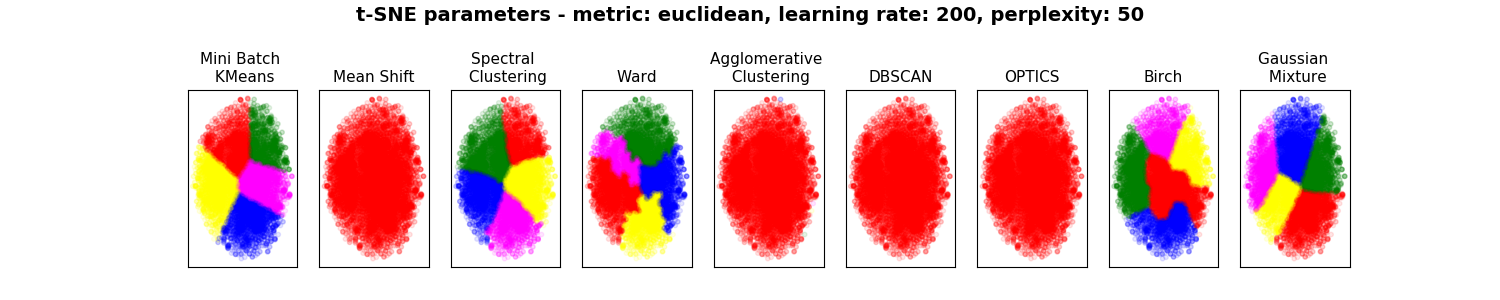 t-SNE parameters - metric: euclidean, learning rate: 200, perplexity: 50
Mini Batch
KMeans
Mean Shift
Spectral
Clustering
Ward
Agglomerative
Clustering
DBSCAN
OPTICS
Birch
Gaussian
Mixture